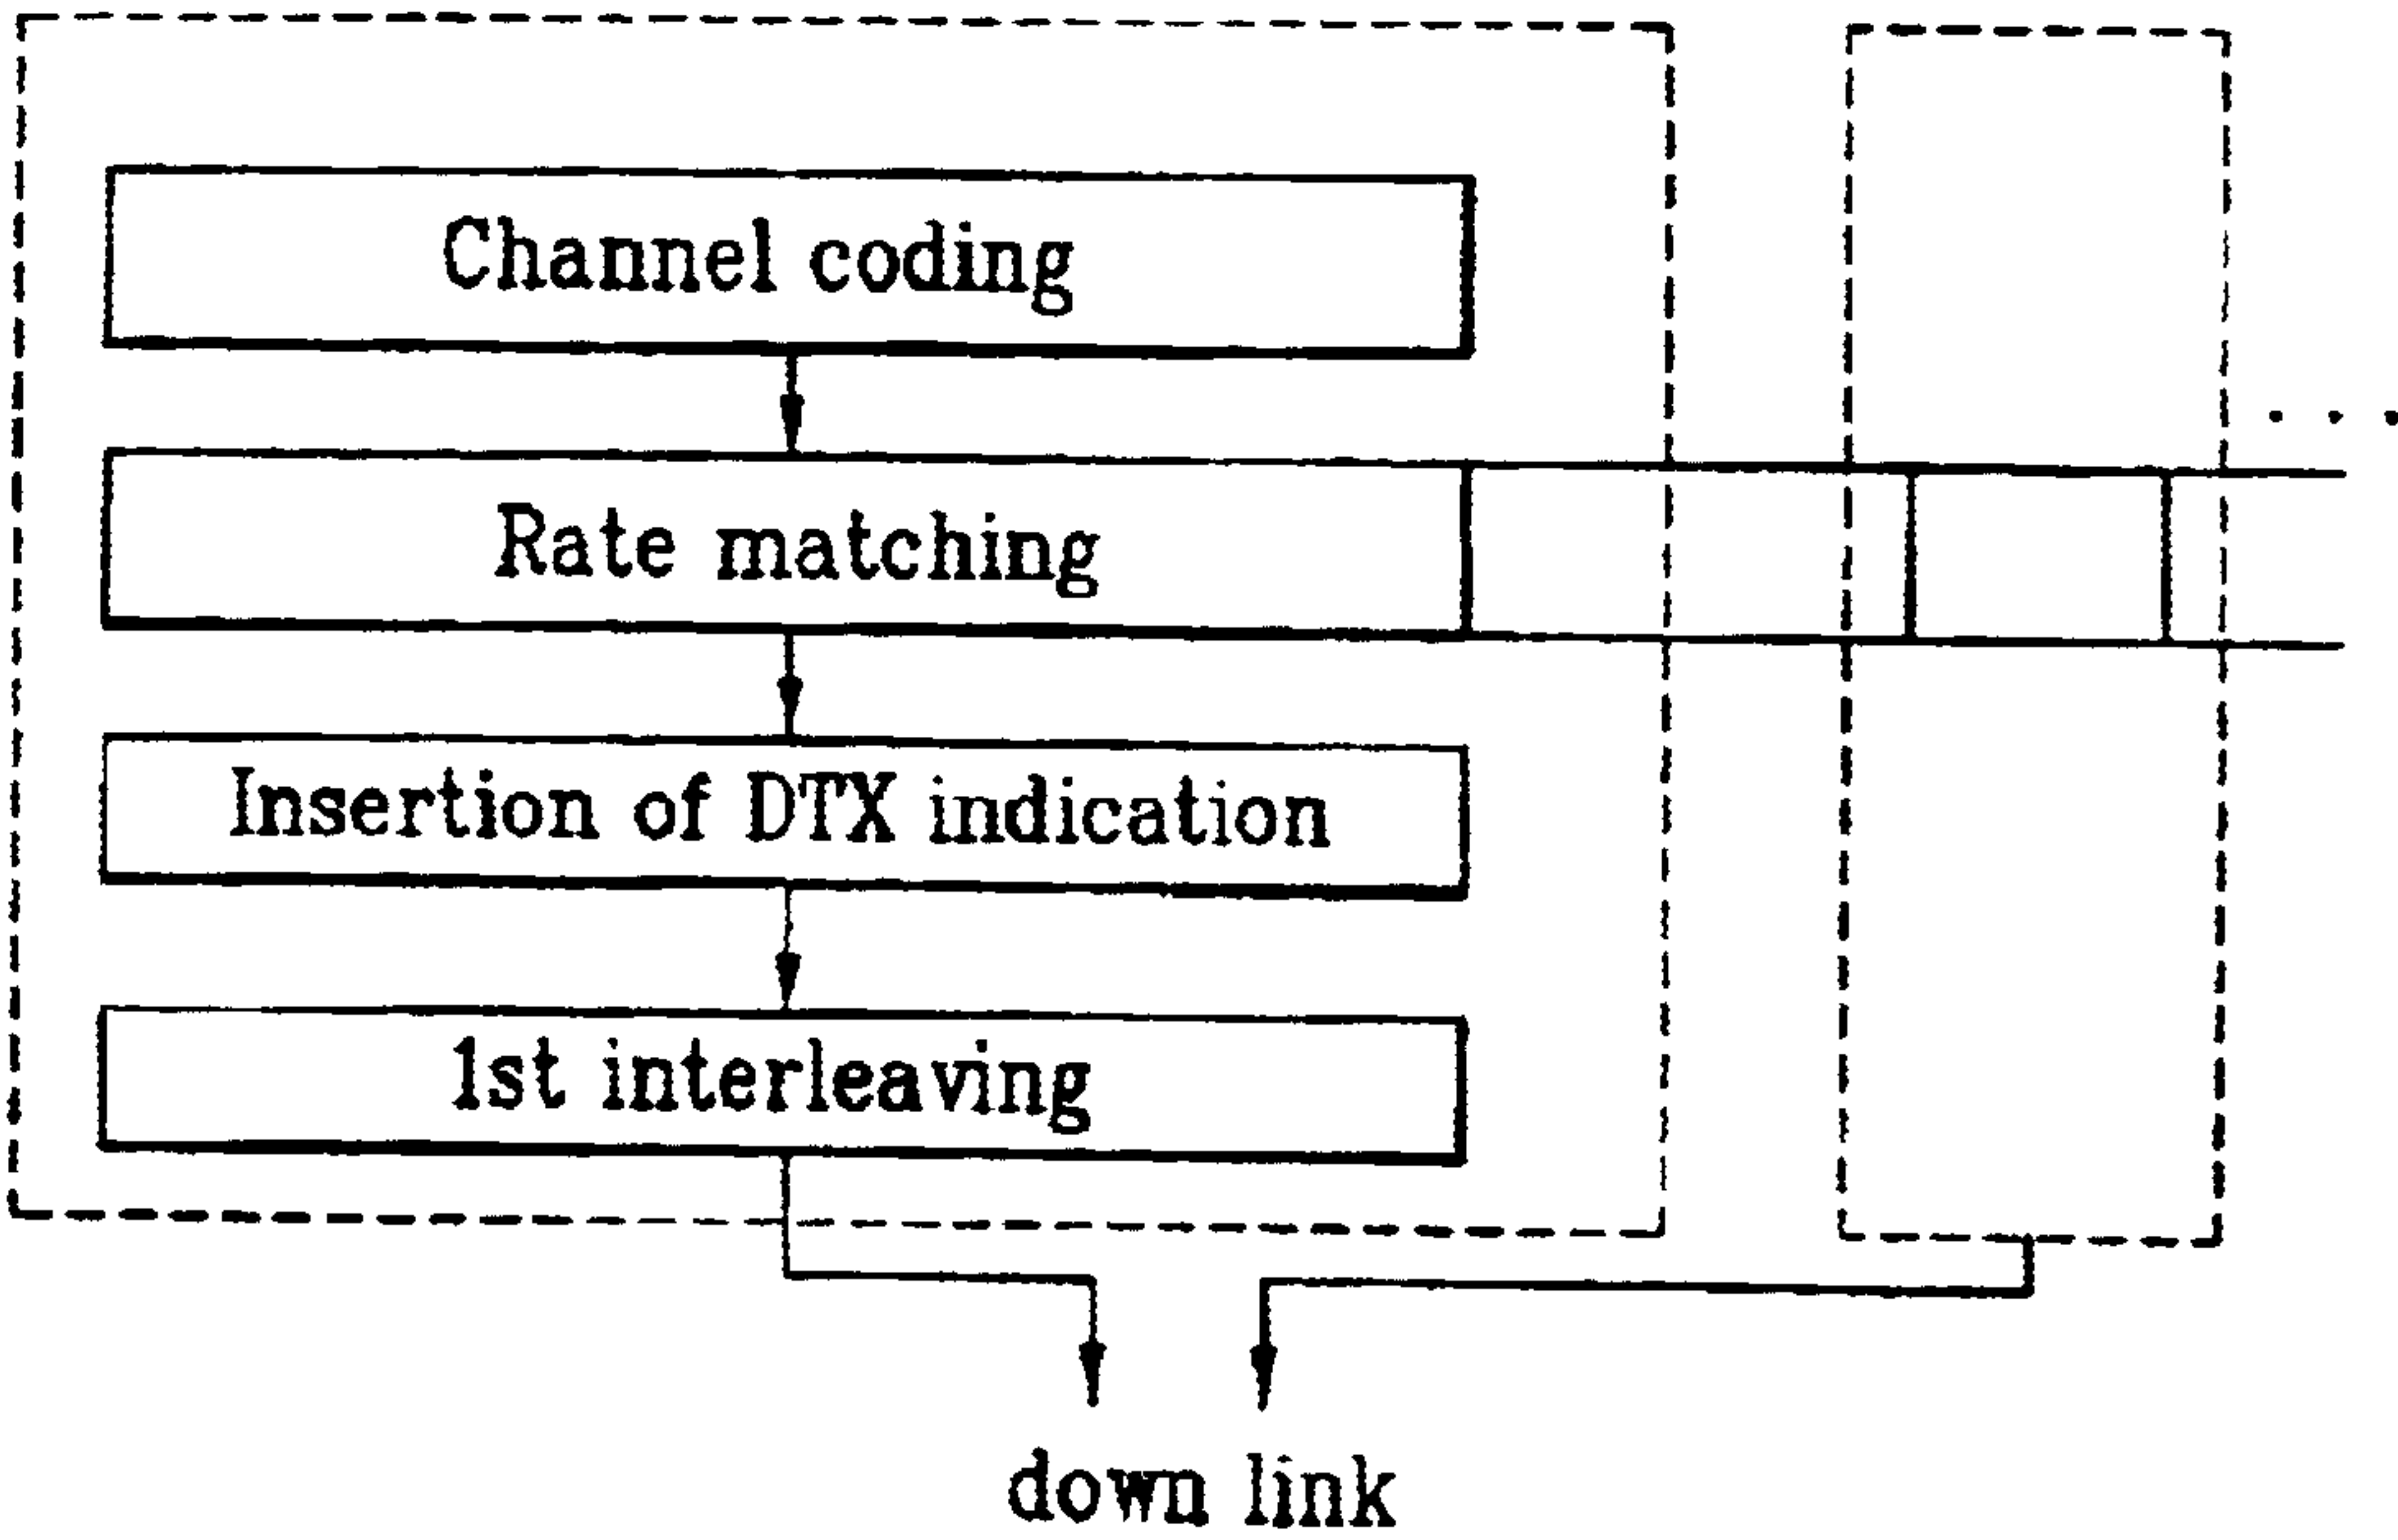 Channel coding
Rate matching
Insertion of DTX indication
1st interleaving
. . .
down link